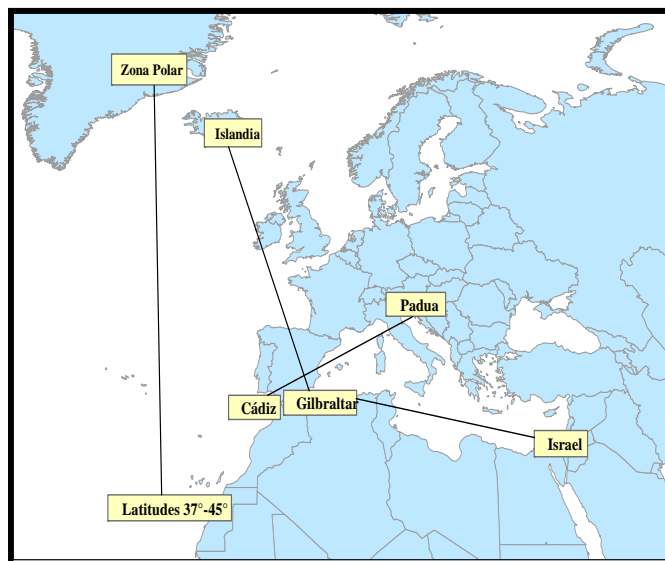 Zona Polar
Islandia
Padua
Cádiz
Gilbraltar
Israel
Latitudes 37°-45°